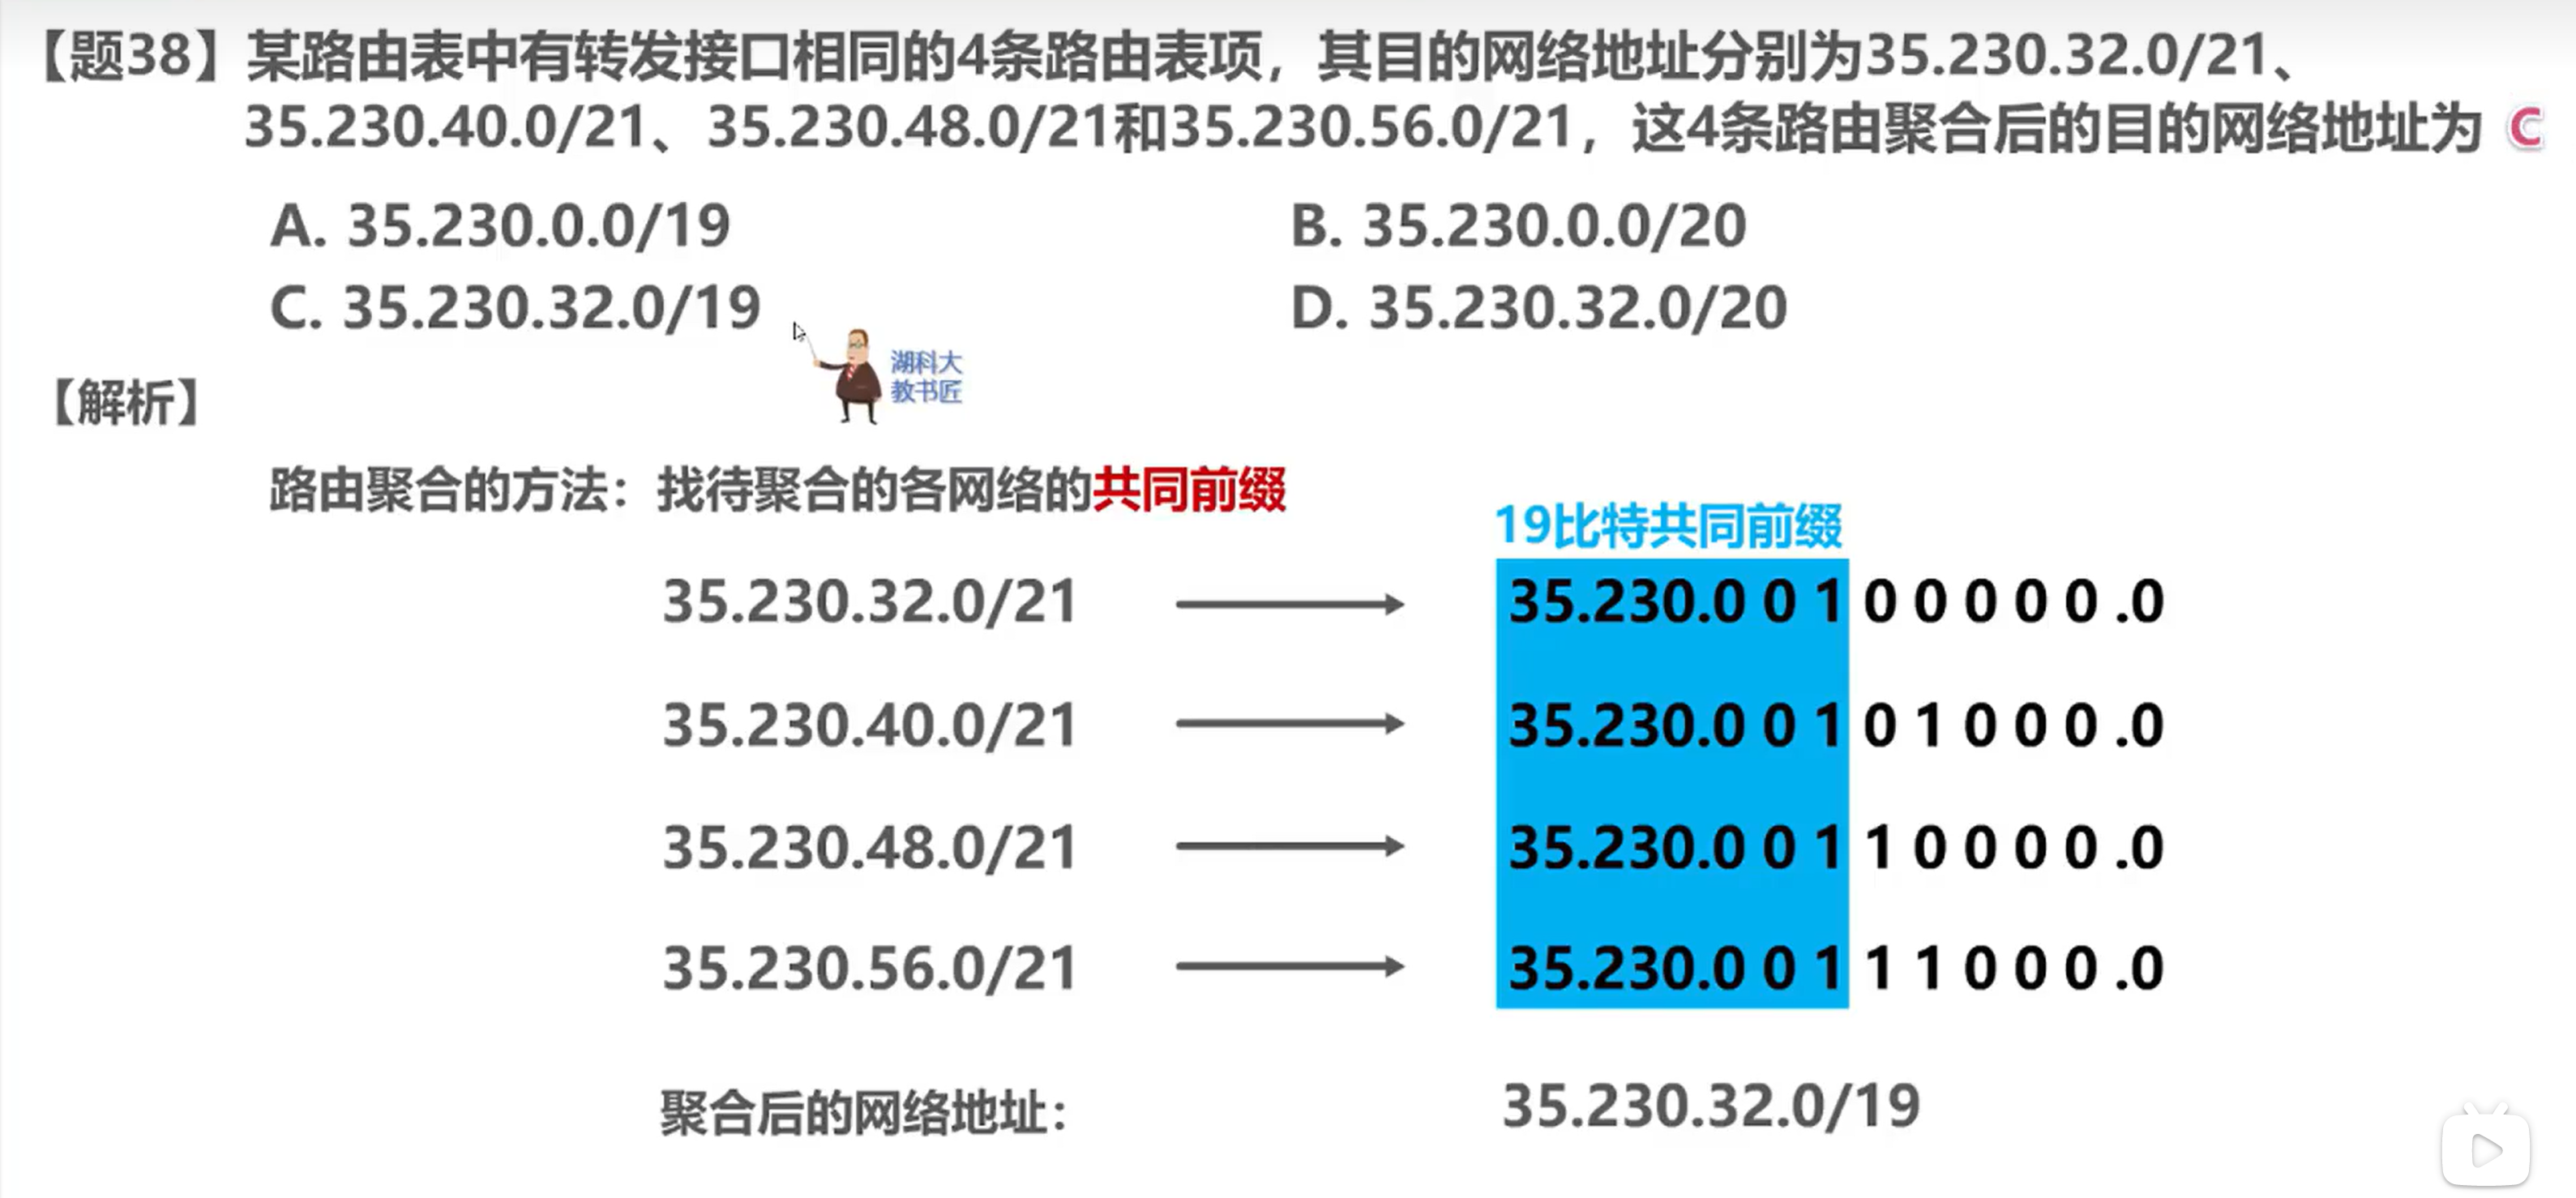 【题38】某路由表中有转发接口相同的4条路由表项，其目的网络地址分别为35.230.32.0/21、
35.230.40.0/21、35.230.48.0/21和35.230.56.0/21，这4条路由聚合后的目的网络地址为 C
A. 35.230.0.0/19
B. 35.230.0.0/20
C. 35.230.32.0/19
D. 35.230.32.0/20
湖科大
教书匠
【解析】
路由聚合的方法：找待聚合的各网络的共同前缀
19比特共同前缀
35.230.32.0/21
35.230.0 0 1 0 0 0 0 0 .0
35.230.40.0/21
35.230.0 0 1 0 1 0 0 0 .0
35.230.48.0/21
35.230.0 0 1 1 0 0 0 0 .0
35.230.56.0/21
35.230.0 0 1 1 1 0 0 0 .0
聚合后的网络地址：
35.230.32.0/19